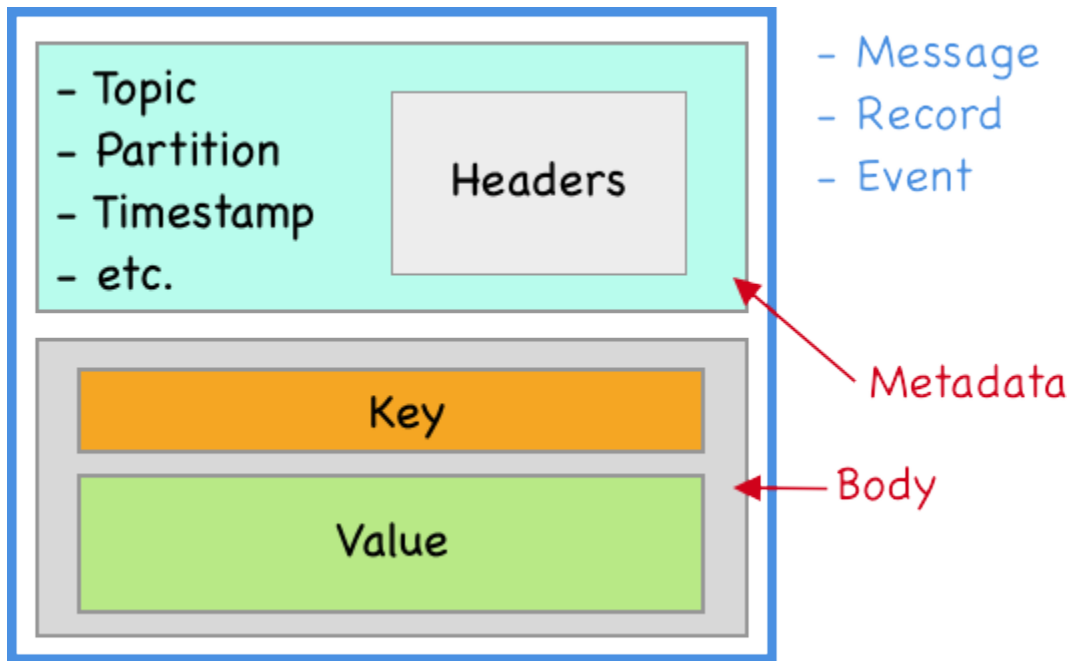 - Topic
- Partition
- Timestamp
- etc.
Headers
- Message
- Record
- Event
Metadata
Key
Body
Value